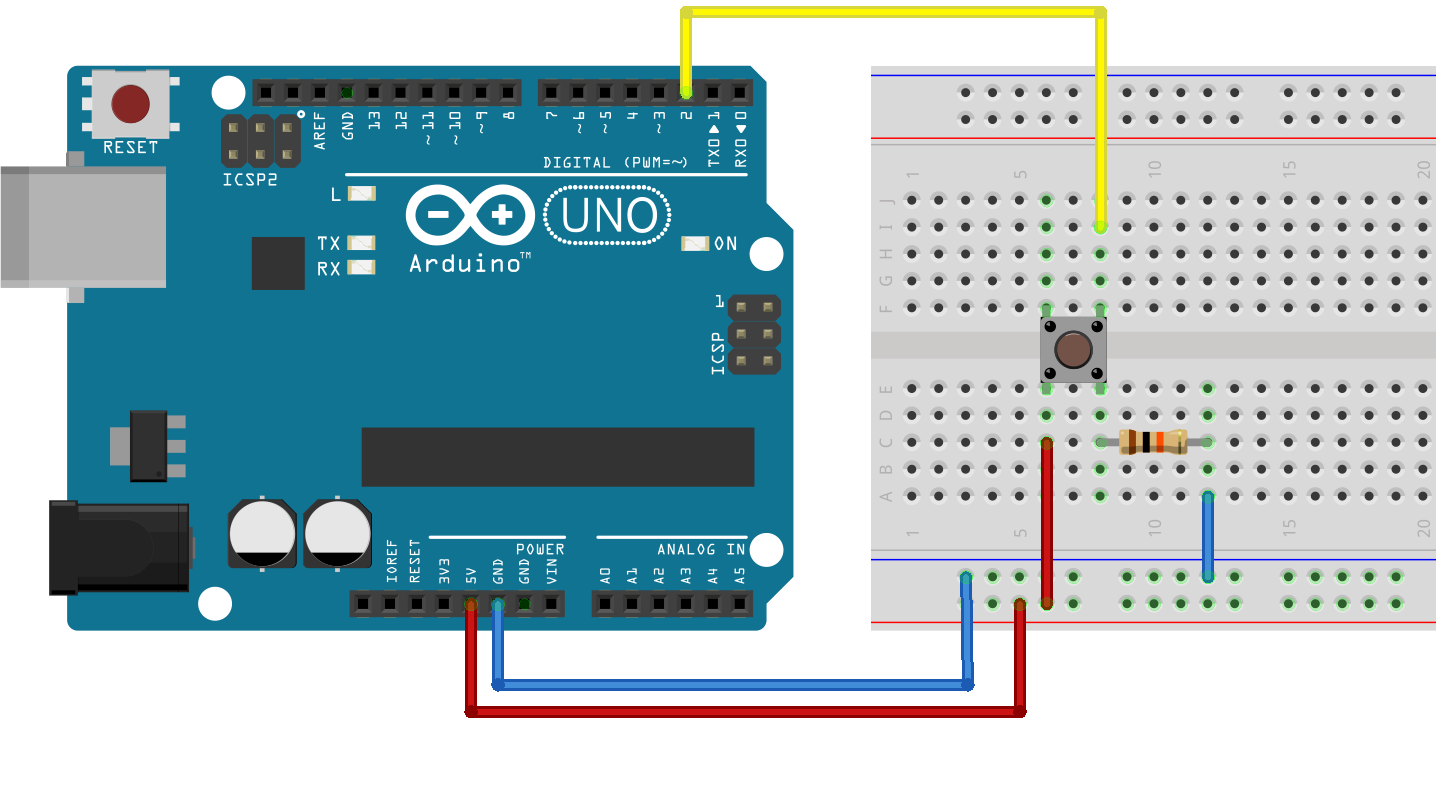 RESET
ICSP2
AREF
GND
13
12
~11
~10
~9
8
7
~6
~5
4
~3
2
TX0▶1
RX0◀0
DIGITAL (PWM=~)
L
TX
RX
UNO
Arduino™
ON
1
ICSP
IOREF
RESET
3V3
5V
GND
GND
VIN
POWER
ANALOG IN
A0
A1
A2
A3
A4
A5
1 5 10 15 20
J
I
H
G
F
E
D
C
B
A
1 5 10 15 20